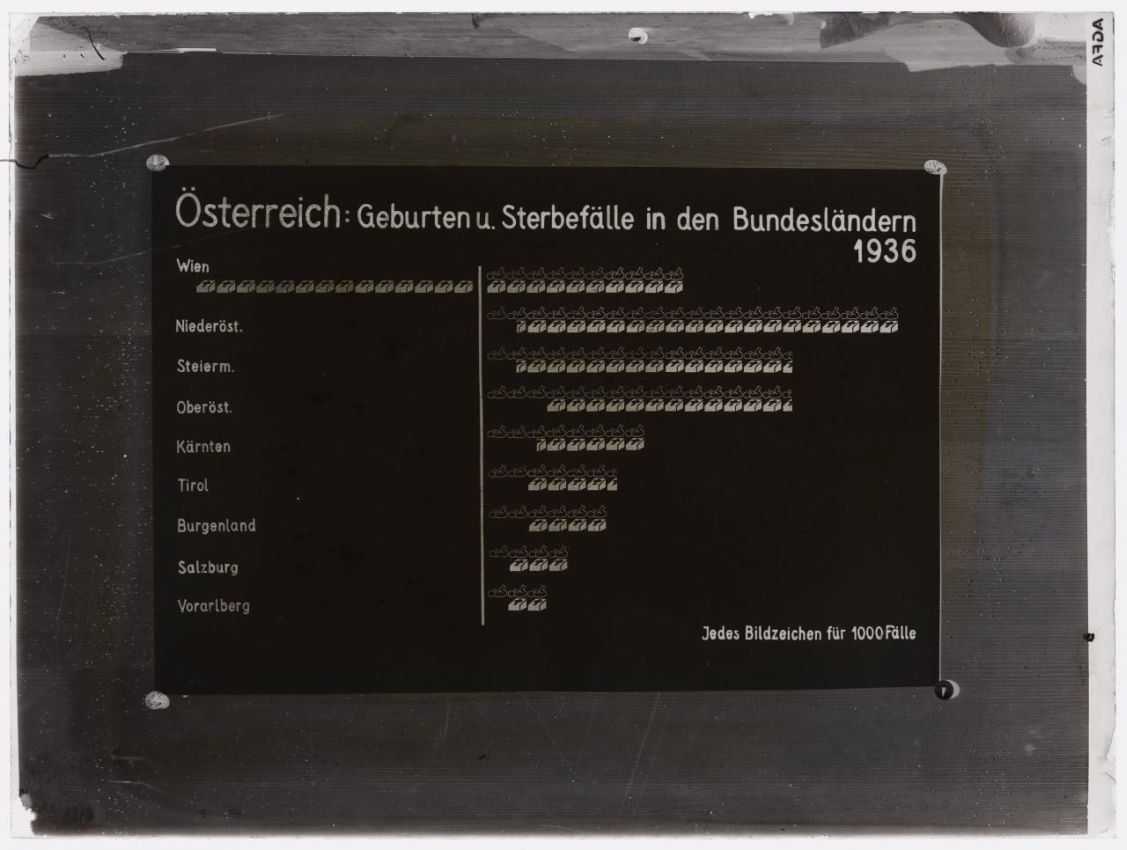 AGFA
Österreich: Geburten u. Sterbefälle in den Bundesländern
1936
Wien
Niederöst.
Steierm.
Oberöst.
Kärnten
Tirol
Burgenland
Salzburg
Vorarlberg
Jedes Bildzeichen für 1000 Fälle